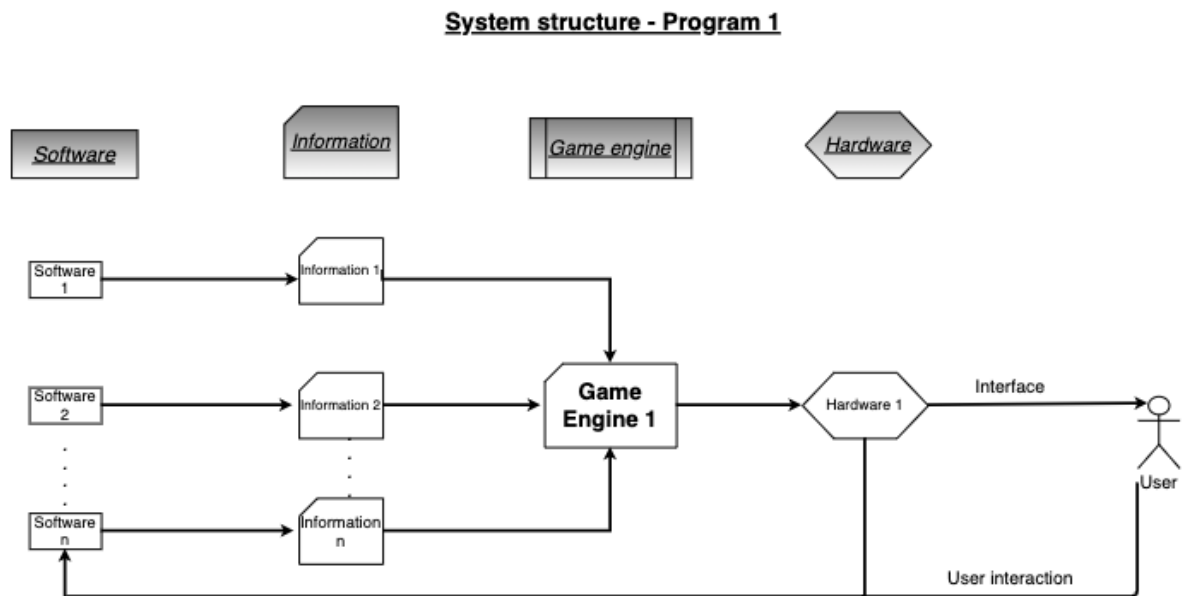 System structure - Program 1
Software
Information
Game engine
Hardware
Software
1
Information 1
Software
2
Information 2
Game
Engine 1
Hardware 1
Interface
User
Software
n
Information
n
User interaction